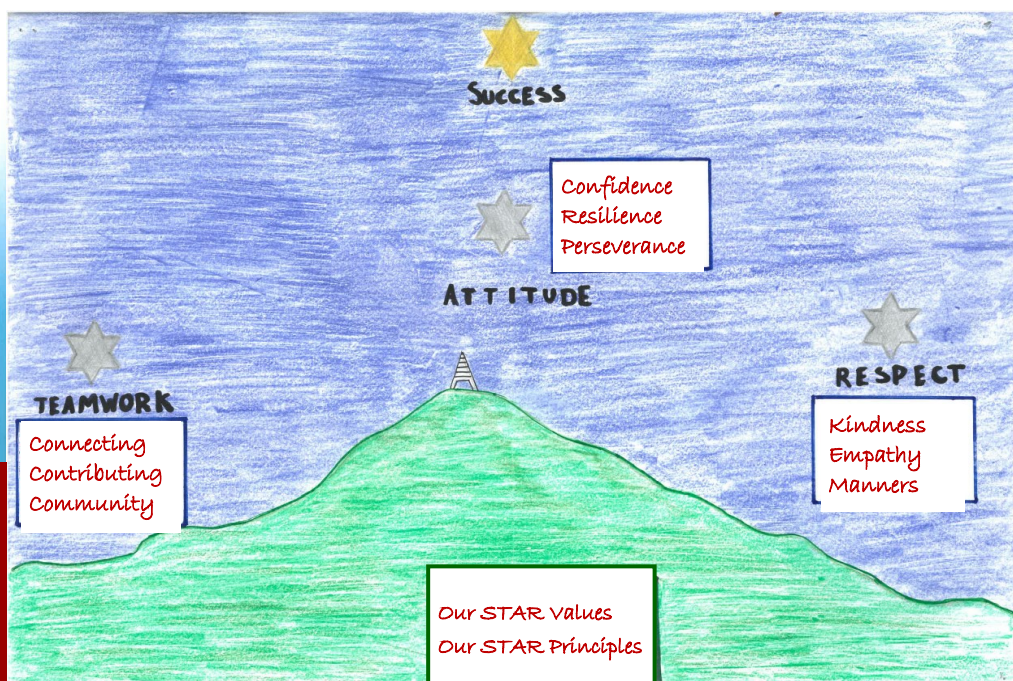 SUCCESS
Confidence
Resilience
Perseverance
ATTITUDE
TEAMWORK
Connecting
Contributing
Community
RESPECT
Kindness
Empathy
Manners
Our STAR Values
Our STAR Principles